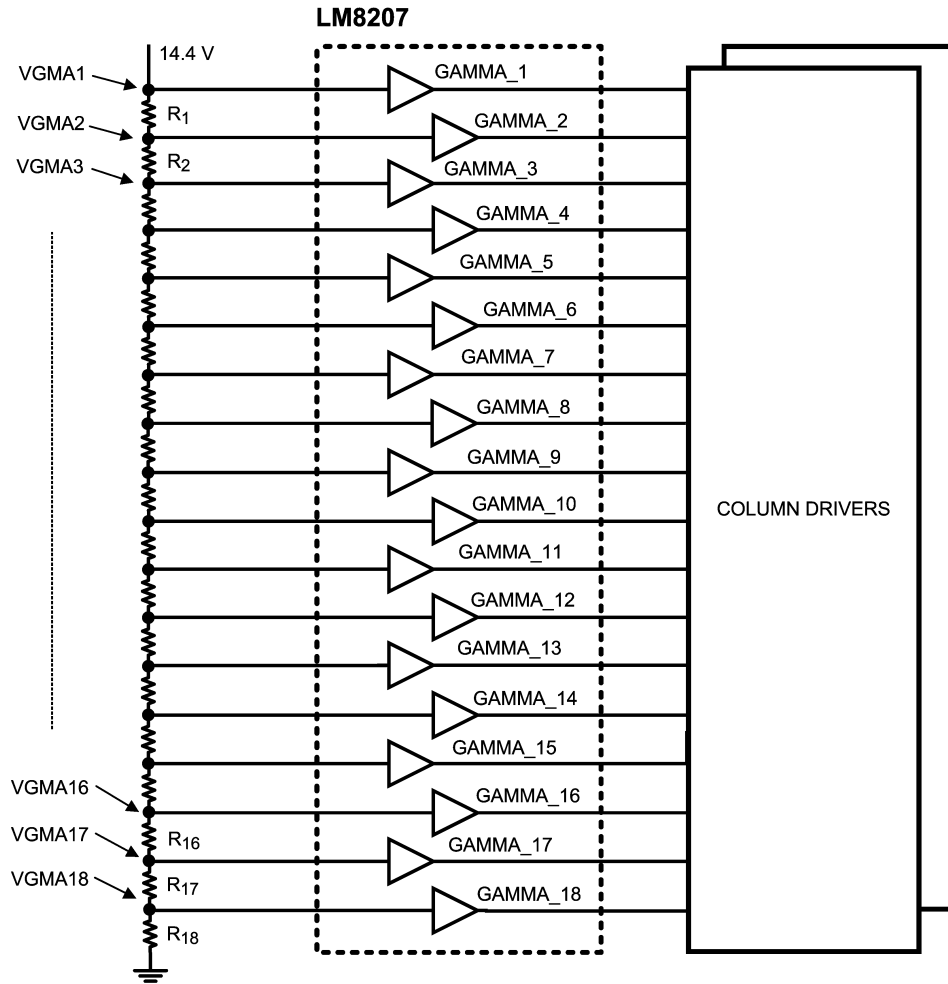 LM8207
14.4 V
VGMA1
GAMMA_1
R1
VGMA2
GAMMA_2
R2
VGMA3
GAMMA_3
GAMMA_4
GAMMA_5
GAMMA_6
GAMMA_7
GAMMA_8
GAMMA_9
GAMMA_10
COLUMN DRIVERS
GAMMA_11
GAMMA_12
GAMMA_13
GAMMA_14
GAMMA_15
VGMA16
GAMMA_16
R16
VGMA17
GAMMA_17
R17
VGMA18
GAMMA_18
R18